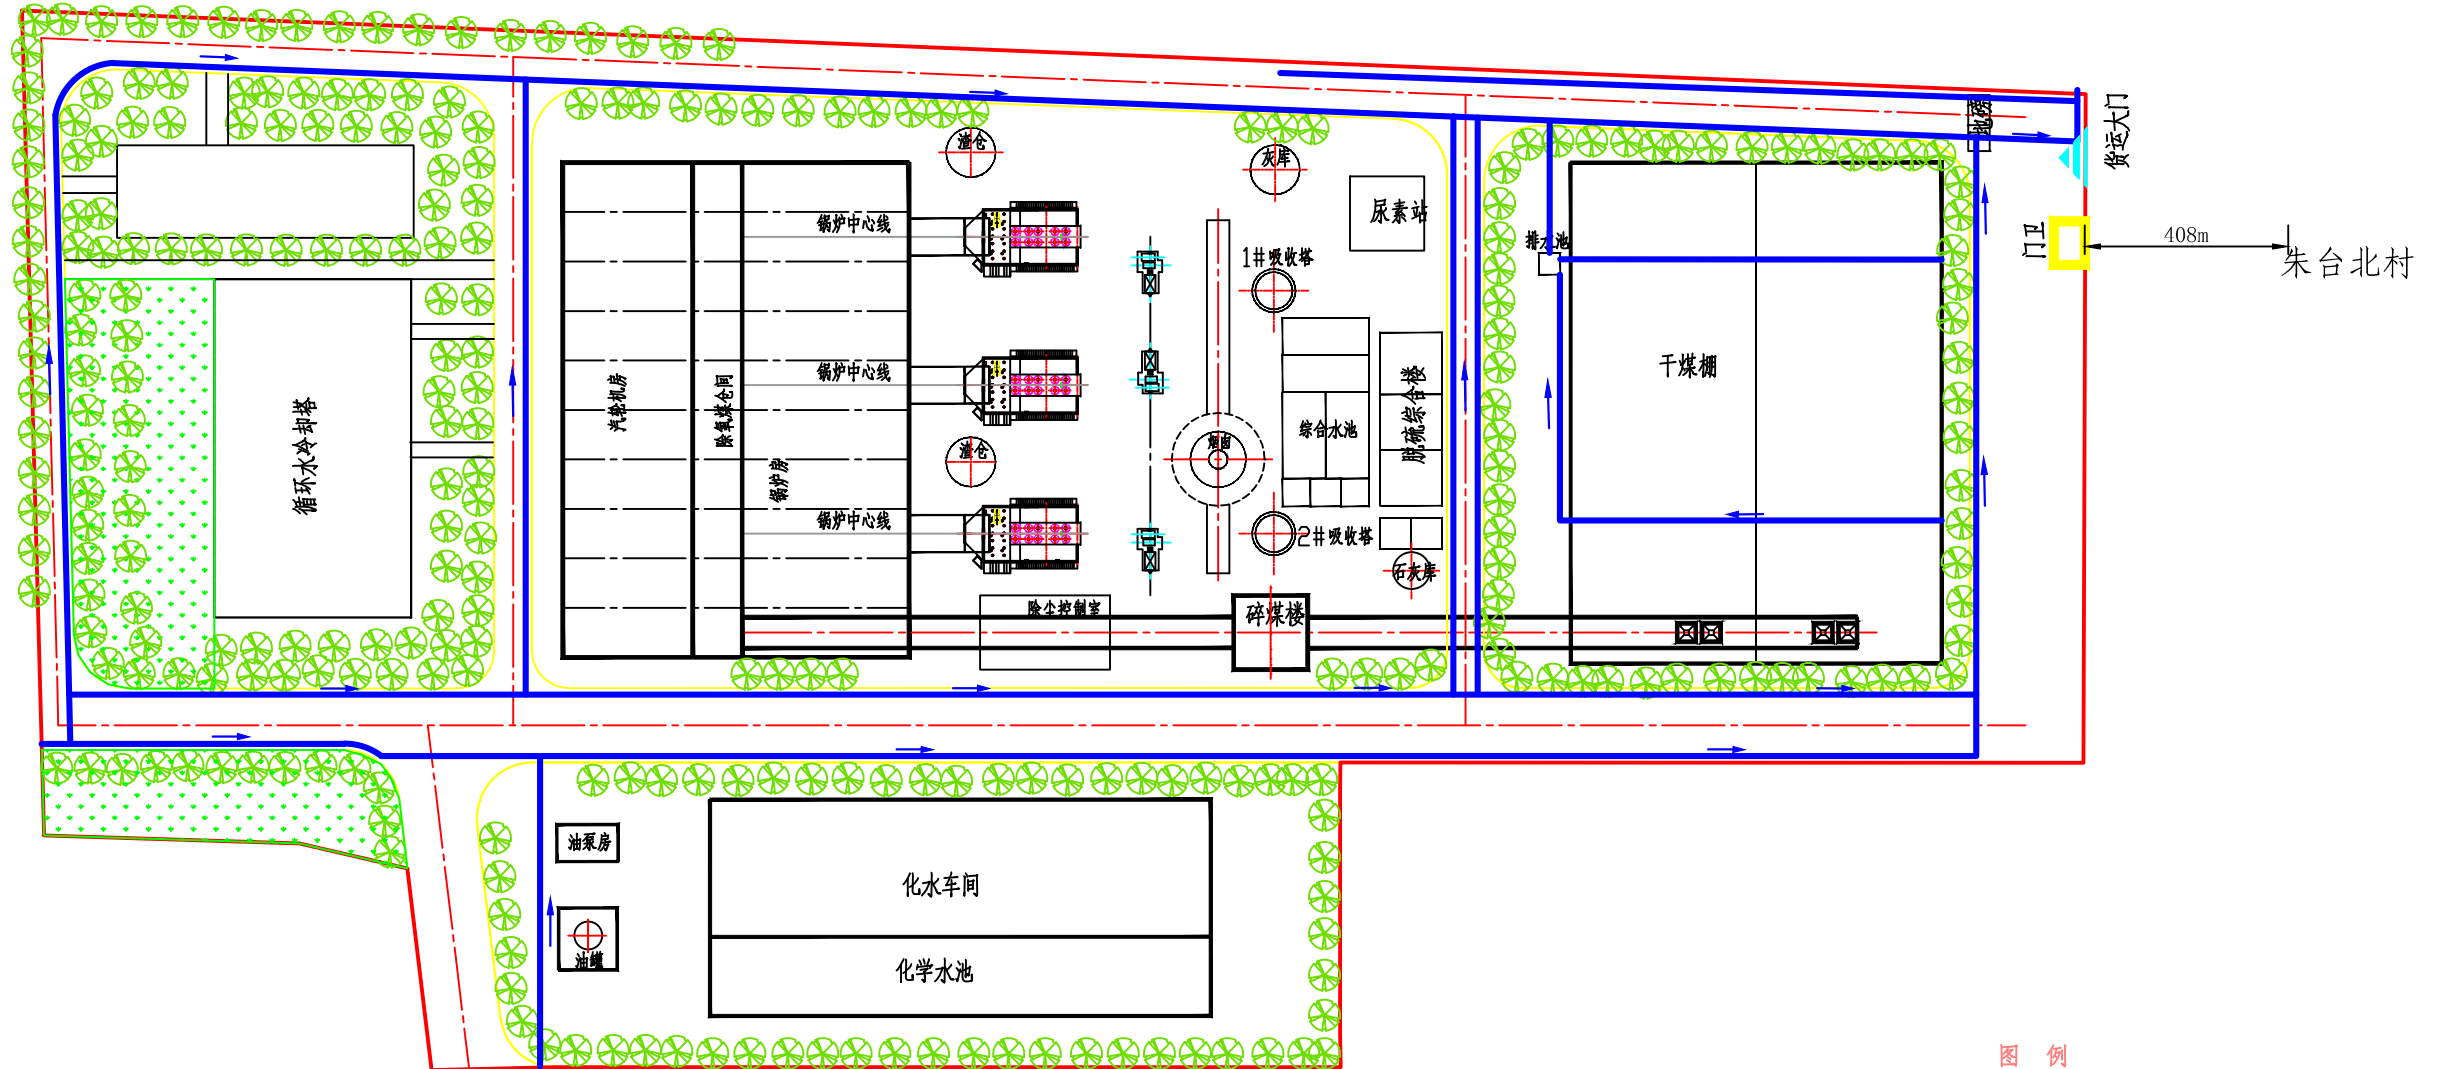 地磅
货运大门
渣仓
灰库
尿素站
锅炉中心线
排水池
门卫
408m
朱台北村
1#吸收塔
干煤棚
锅炉中心线
汽轮机房
除氧煤仓间
锅炉房
循环水冷却塔
渣仓
烟囱
综合水池
脱硫综合楼
锅炉中心线
2#吸收塔
石灰库
除尘控制室
碎煤楼
油泵房
化水车间
油罐
化学水池
图 例